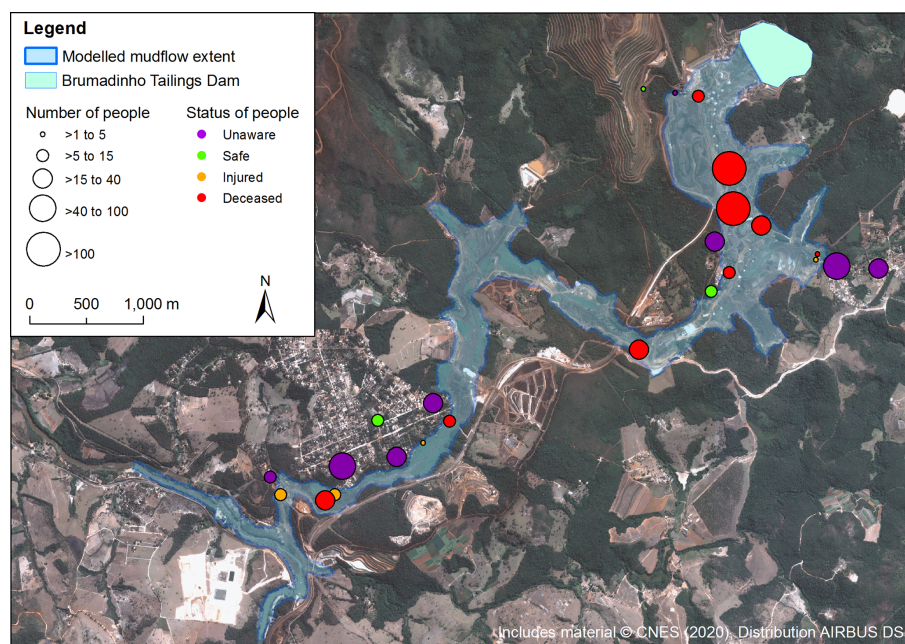 Legend
Modelled mudflow extent
Brumadinho Tailings Dam
Number of people
>1 to 5
>5 to 15
>15 to 40
>40 to 100
>100
Status of people
Unaware
Safe
Injured
Deceased
N
0 500 1,000 m
Includes material © CNES (2020), Distribution AIRBUS DS